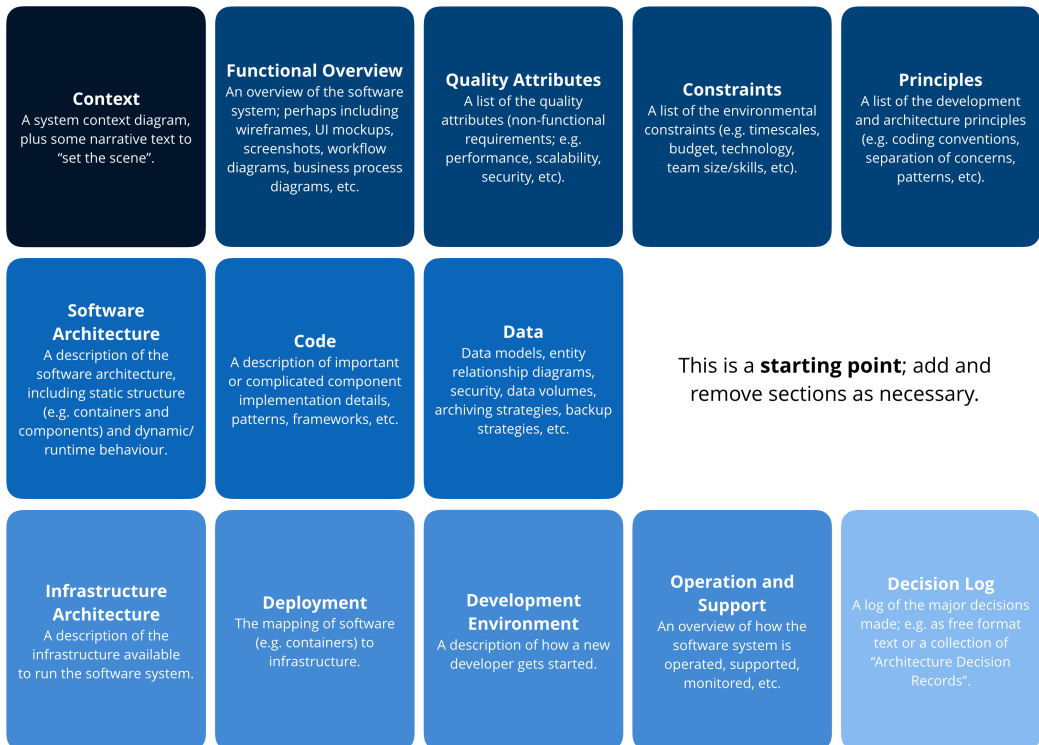 Context
A system context diagram,
plus some narrative text to
“set the scene”.
Functional Overview
An overview of the software
system; perhaps including
wireframes, UI mockups,
screenshots, workflow
diagrams, business process
diagrams, etc.
Quality Attributes
A list of the quality
attributes (non-functional
requirements; e.g.
performance, scalability,
security, etc).
Constraints
A list of the environmental
constraints (e.g. timescales,
budget, technology,
team size/skills, etc).
Principles
A list of the development
and architecture principles
(e.g. coding conventions,
separation of concerns,
patterns, etc).
Software
Architecture
A description of the
software architecture,
including static structure
(e.g. containers and
components) and dynamic/
runtime behaviour.
Code
A description of important
or complicated component
implementation details,
patterns, frameworks, etc.
Data
Data models, entity
relationship diagrams,
security, data volumes,
archiving strategies, backup
strategies, etc.
This is a starting point; add and
remove sections as necessary.
Infrastructure
Architecture
A description of the
infrastructure available
to run the software system.
Deployment
The mapping of software
(e.g. containers) to
infrastructure.
Development
Environment
A description of how a new
developer gets started.
Operation and
Support
An overview of how the
software system is
operated, supported,
monitored, etc.
Decision Log
A log of the major decisions
made; e.g. as free format
text or a collection of
“Architecture Decision
Records”.